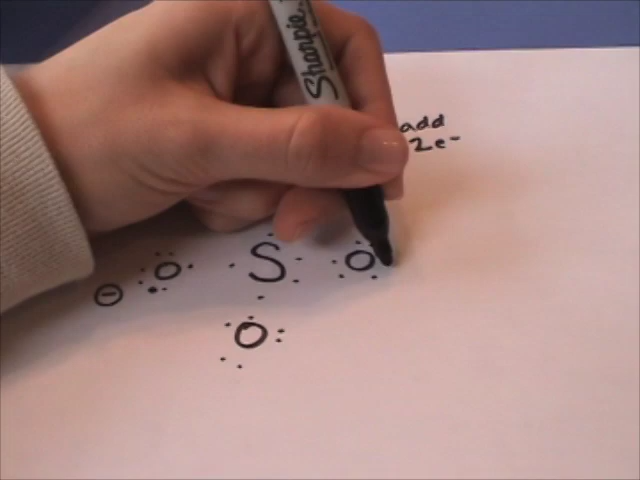 Sharpie
add
2e-
⊖ O S O
O